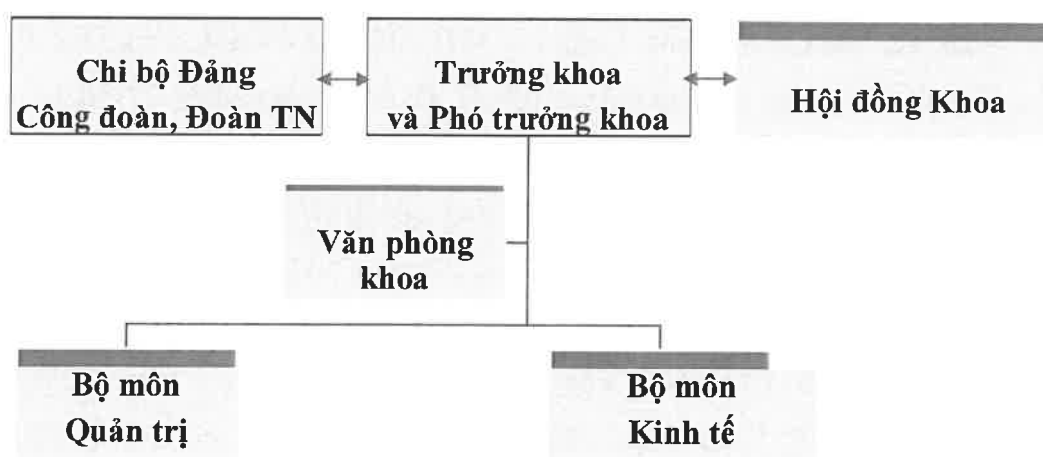 Chi bộ Đảng
Công đoàn, Đoàn TN
Trưởng khoa
và Phó trưởng khoa
Hội đồng Khoa
Văn phòng
khoa
Bộ môn
Quản trị
Bộ môn
Kinh tế